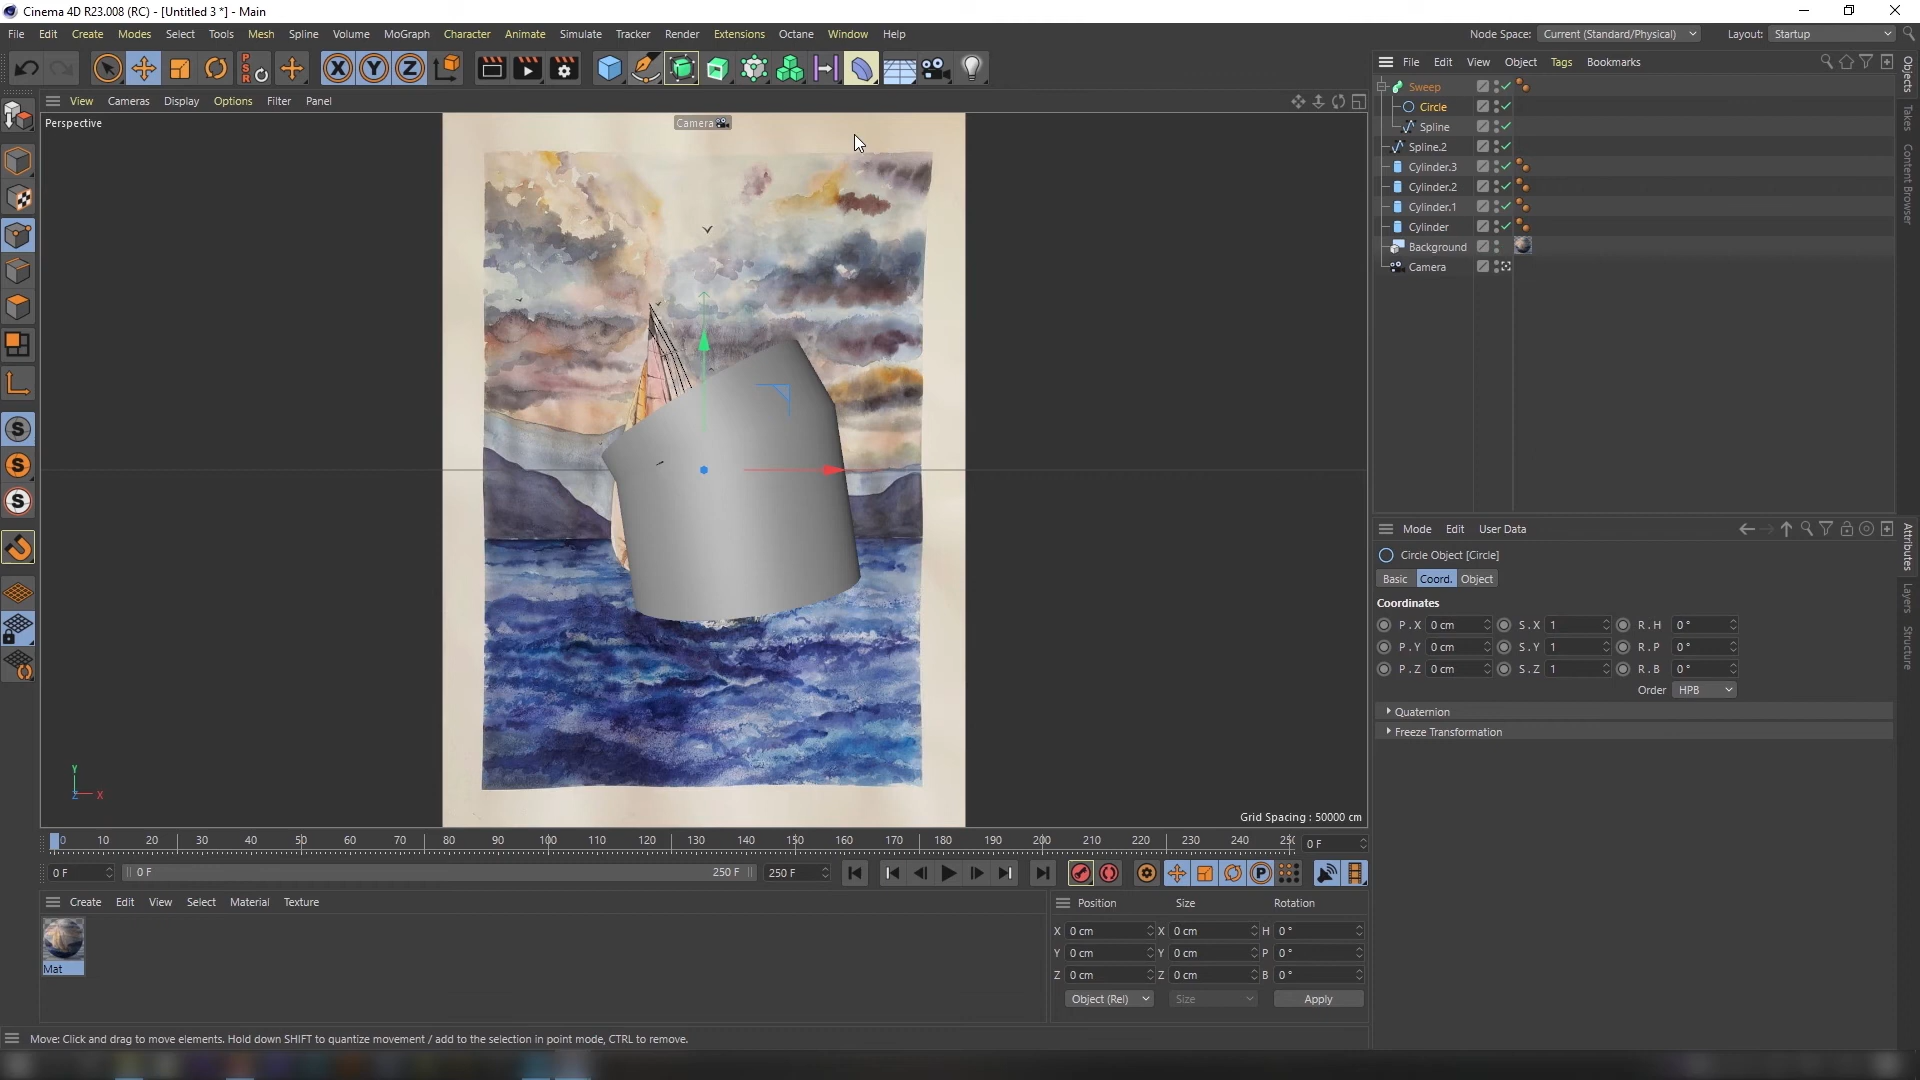 Cinema 4D R23.008 (RC) - [Untitled 3 *] - Main
File Edit Create Modes Select Tools Mesh Spline Volume MoGraph Character Animate Simulate Tracker Render Extensions Octane Window Help
Node Space: Current (Standard/Physical) Layout: Startup
PSR X Y Z
File Edit View Object Tags Bookmarks
View Cameras Display Options Filter Panel
Perspective
Camera
Sweep
Circle
Spline
Spline.2
Cylinder.3
Cylinder.2
Cylinder.1
Cylinder
Background
Camera
Objects
Takes
Content Browser
S
S
S
Mode Edit User Data
Circle Object [Circle]
Basic Coord. Object
Coordinates
P . X 0 cm S . X 1 R . H 0 °
P . Y 0 cm S . Y 1 R . P 0 °
P . Z 0 cm S . Z 1 R . B 0 °
Order HPB
Quaternion
Freeze Transformation
Attributes
Layers
Structure
Y
Z X
Grid Spacing : 50000 cm
0 10 20 30 40 50 60 70 80 90 100 110 120 130 140 150 160 170 180 190 200 210 220 230 240 250 0 F
0 F 0 F 250 F 250 F P
Create Edit View Select Material Texture
Mat
Position Size Rotation
X 0 cm X 0 cm H 0 °
Y 0 cm Y 0 cm P 0 °
Z 0 cm Z 0 cm B 0 °
Object (Rel) Size Apply
Move: Click and drag to move elements. Hold down SHIFT to quantize movement / add to the selection in point mode, CTRL to remove.